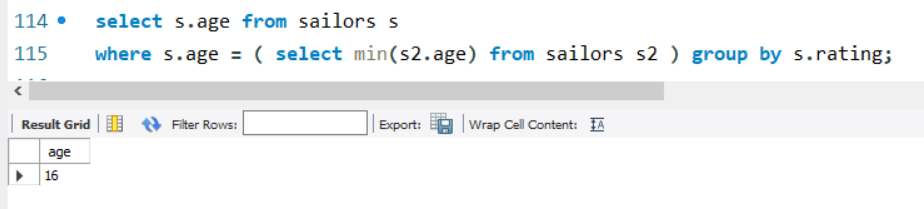 114 select s.age from sailors s
115 where s.age = ( select min(s2.age) from sailors s2 ) group by s.rating;
Result Grid Filter Rows: Export: Wrap Cell Content: IA
age
16